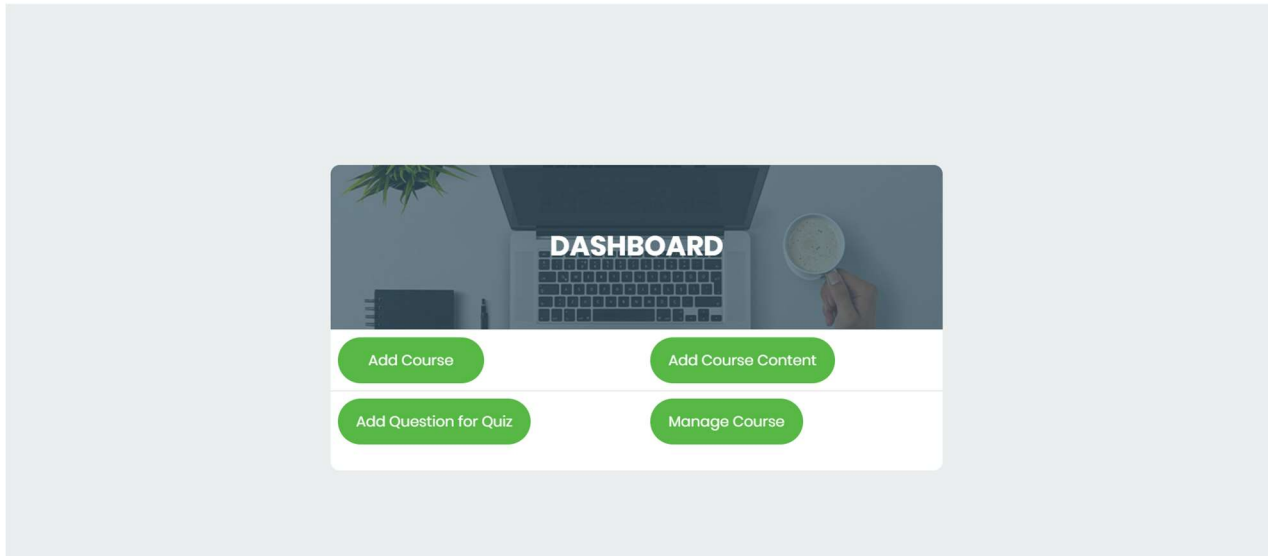 DASHBOARD
Add Course
Add Course Content
Add Question for Quiz
Manage Course